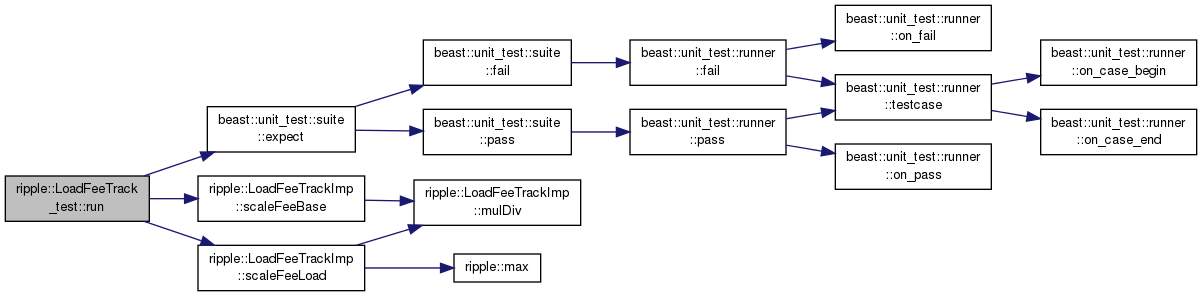 ripple::LoadFeeTrack
_test::run
beast::unit_test::suite
::expect
ripple::LoadFeeTrackImp
::scaleFeeBase
ripple::LoadFeeTrackImp
::scaleFeeLoad
beast::unit_test::suite
::fail
beast::unit_test::suite
::pass
ripple::LoadFeeTrackImp
::mulDiv
ripple::max
beast::unit_test::runner
::fail
beast::unit_test::runner
::pass
beast::unit_test::runner
::on_fail
beast::unit_test::runner
::testcase
beast::unit_test::runner
::on_pass
beast::unit_test::runner
::on_case_begin
beast::unit_test::runner
::on_case_end